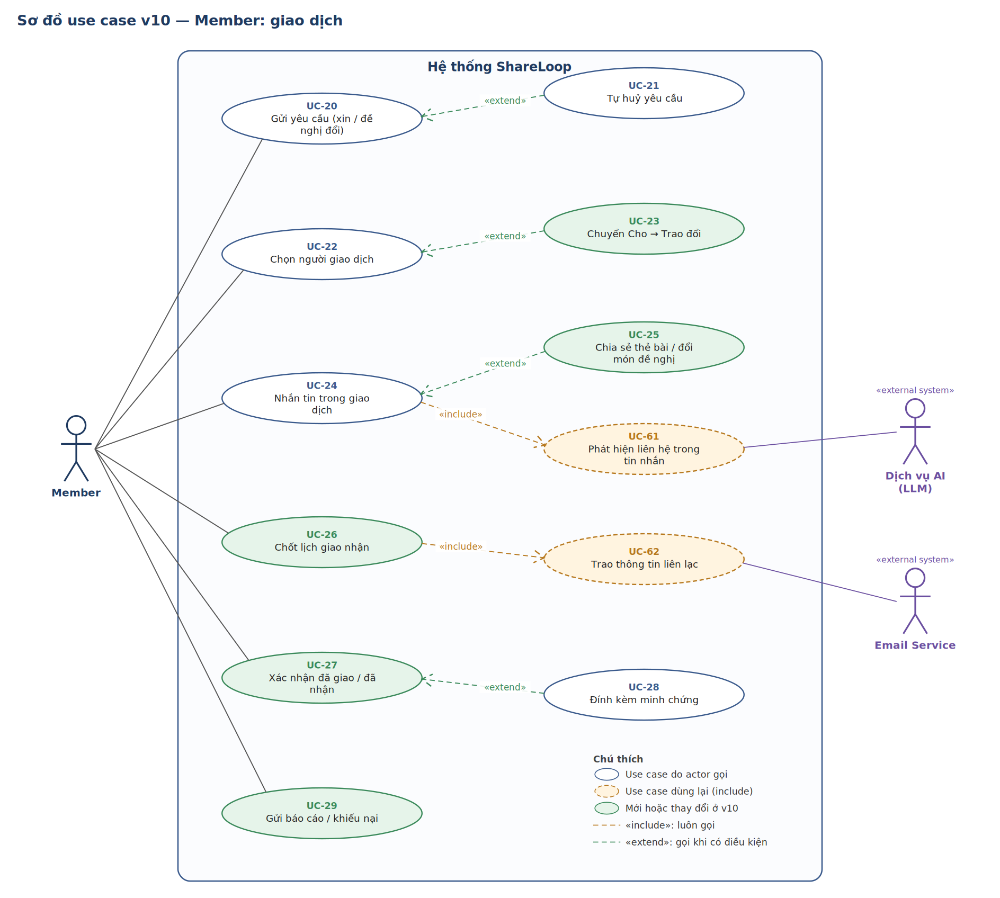 Sơ đồ use case v10 — Member: giao dịch
Hệ thống ShareLoop
UC-21
Tự huỷ yêu cầu
«extend»
UC-20
Gửi yêu cầu (xin / đề
nghị đổi)
UC-23
Chuyển Cho → Trao đổi
«extend»
UC-22
Chọn người giao dịch
UC-25
Chia sẻ thẻ bài / đổi
món đề nghị
«extend»
UC-24
Nhắn tin trong giao
dịch
«include»
UC-61
Phát hiện liên hệ trong
tin nhắn
«external system»
Dịch vụ AI
(LLM)
Member
UC-26
Chốt lịch giao nhận
«include»
UC-62
Trao thông tin liên lạc
«external system»
Email Service
UC-27
Xác nhận đã giao / đã
nhận
«extend»
UC-28
Đính kèm minh chứng
UC-29
Gửi báo cáo / khiếu nại
Chú thích
Use case do actor gọi
Use case dùng lại (include)
Mới hoặc thay đổi ở v10
«include»: luôn gọi
«extend»: gọi khi có điều kiện